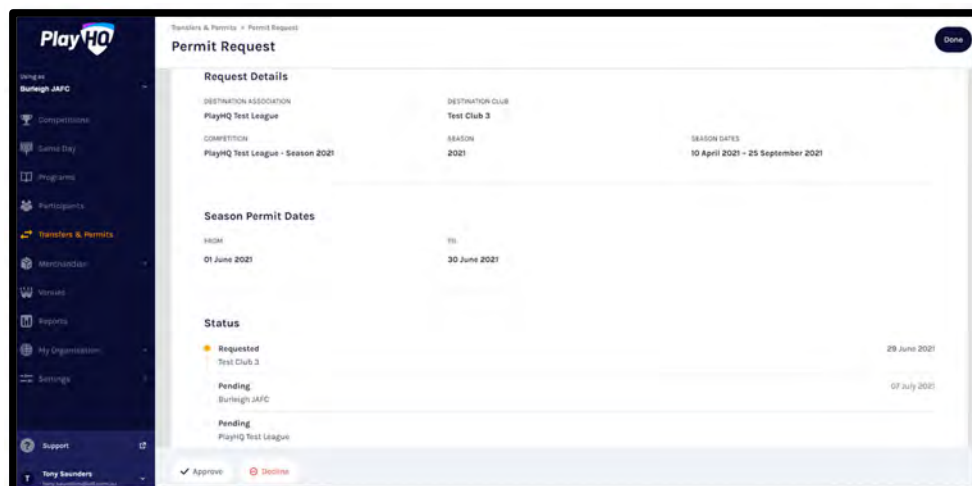 PlayHQ
Transfers & Permits > Permit Request
Permit Request
Done
Using as
Burleigh JAFC
Competitions
Game Day
Programs
Participants
Transfers & Permits
Merchandise
Venues
Reports
My Organisation
Settings
Support
Tony Saunders
Request Details
DESTINATION ASSOCIATION
DESTINATION CLUB
PlayHQ Test League
Test Club 3
COMPETITION
SEASON
SEASON DATES
PlayHQ Test League - Season 2021
2021
10 April 2021 – 25 September 2021
Season Permit Dates
FROM
TO
01 June 2021
30 June 2021
Status
Requested
29 June 2021
Test Club 3
Pending
07 July 2021
Burleigh JAFC
Pending
PlayHQ Test League
Approve
Decline